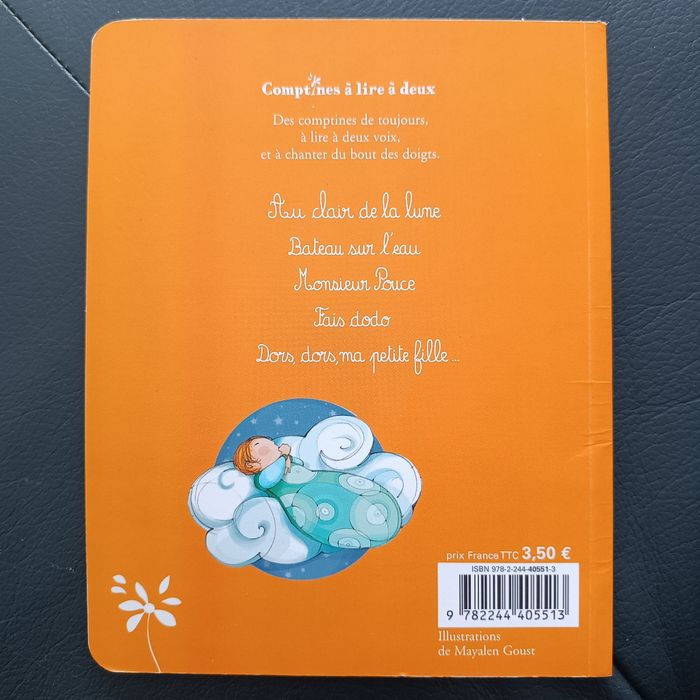 Comptines à lire à deux
Des comptines de toujours,
à lire à deux voix,
et à chanter du bout des doigts.
Au clair de la lune
Bateau sur l'eau
Monsieur Pouce
Fais dodo
Dors, dors, ma petite fille...
prix France TTC 3,50 €
ISBN 978-2-244-40551-3
9 782244 405513
Illustrations
de Mayalen Goust